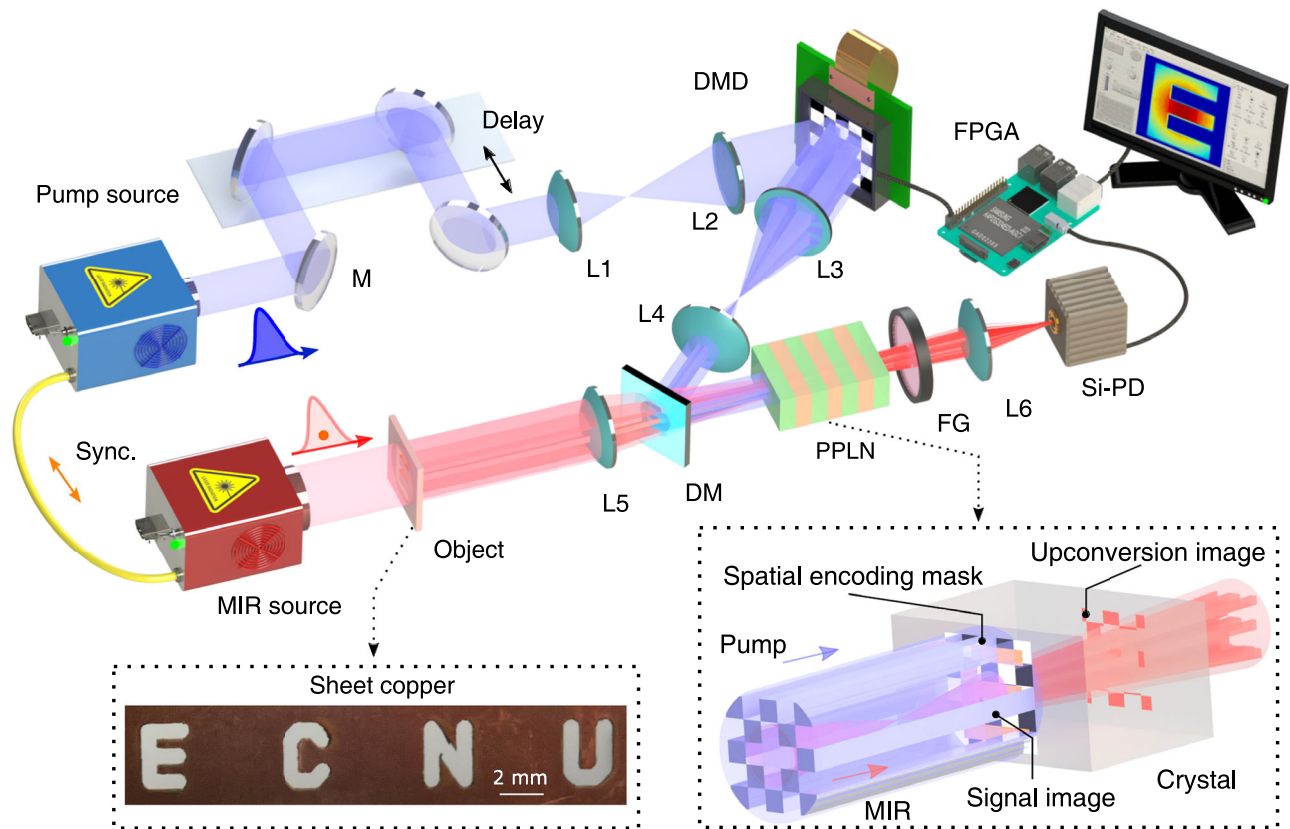 DMD
Delay
FPGA
Pump source
L2
M
L1
L3
L4
Si-PD
L6
FG
Sync.
PPLN
L5
DM
Object
MIR source
Upconversion image
Spatial encoding mask
Pump
Sheet copper
E C N U
2 mm
Signal image
MIR
Crystal